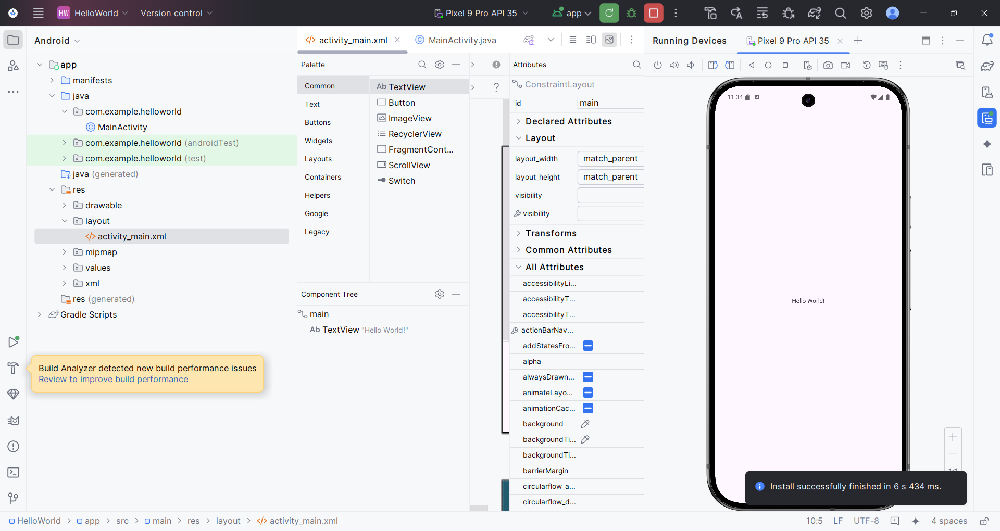 HW HelloWorld Version control Pixel 9 Pro API 35 app
Android
app
manifests
java
com.example.helloworld
MainActivity
com.example.helloworld (androidTest)
com.example.helloworld (test)
java (generated)
res
drawable
layout
activity_main.xml
mipmap
values
xml
res (generated)
Gradle Scripts
Build Analyzer detected new build performance issues
Review to improve build performance
activity_main.xml MainActivity.java
Palette
Common
Text
Buttons
Widgets
Layouts
Containers
Helpers
Google
Legacy
Ab TextView
Button
ImageView
RecyclerView
FragmentCont...
ScrollView
Switch
Component Tree
main
Ab TextView "Hello World!"
Attributes
ConstraintLayout
id main
Declared Attributes
Layout
layout_width match_parent
layout_height match_parent
visibility
visibility
Transforms
Common Attributes
All Attributes
accessibilityLi...
accessibilityT...
accessibilityT...
actionBarNav...
addStatesFro...
alpha
alwaysDrawn...
animateLayo...
animationCac...
background
backgroundTi...
backgroundTi...
barrierMargin
circularflow_a...
circularflow_d...
Running Devices Pixel 9 Pro API 35
11:34
Hello World!
1:1
Install successfully finished in 6 s 434 ms.
HelloWorld app src main res layout activity_main.xml
10:5 LF UTF-8 4 spaces